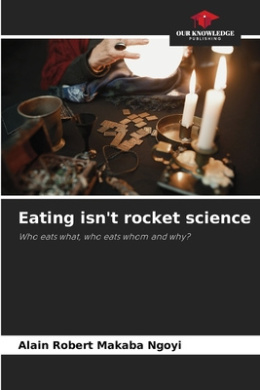 OUR KNOWLEDGE
PUBLISHING
Eating isn't rocket science
Who eats what, who eats whom and why?
Alain Robert Makaba Ngoyi